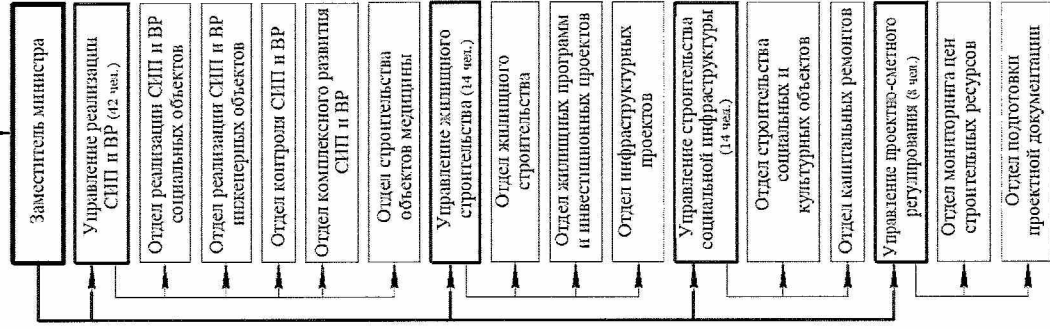 Заместитель министра
Управление реализации
СИП и ВР (42 чел.)
Отдел реализации СИП и ВР
социальных объектов
Отдел реализации СИП и ВР
инженерных объектов
Отдел контроля СИП и ВР
Отдел комплексного развития
СИП и ВР
Отдел строительства
объектов медицины
Управление жилищного
строительства (14 чел.)
Отдел жилищного
строительства
Отдел жилищных программ
и инвестиционных проектов
Отдел инфраструктурных
проектов
Управление строительства
социальной инфраструктуры
(14 чел.)
Отдел строительства
социальных и
культурных объектов
Отдел капитальных ремонтов
Управление проектно-сметного
регулирования (8 чел.)
Отдел мониторинга цен
строительных ресурсов
Отдел подготовки
проектной документации